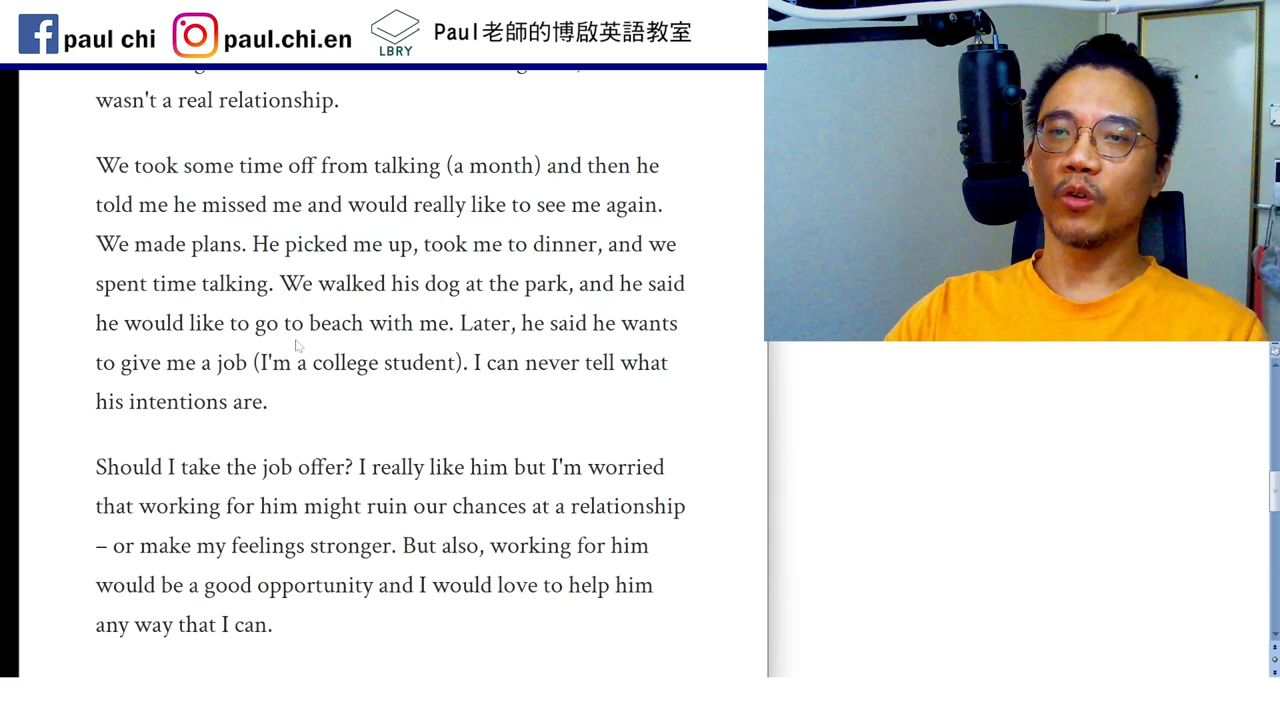 paul chi
paul.chi.en
LBRY
Paul老師的博啟英語教室
wasn't a real relationship.
We took some time off from talking (a month) and then he
told me he missed me and would really like to see me again.
We made plans. He picked me up, took me to dinner, and we
spent time talking. We walked his dog at the park, and he said
he would like to go to beach with me. Later, he said he wants
to give me a job (I'm a college student). I can never tell what
his intentions are.
Should I take the job offer? I really like him but I'm worried
that working for him might ruin our chances at a relationship
– or make my feelings stronger. But also, working for him
would be a good opportunity and I would love to help him
any way that I can.